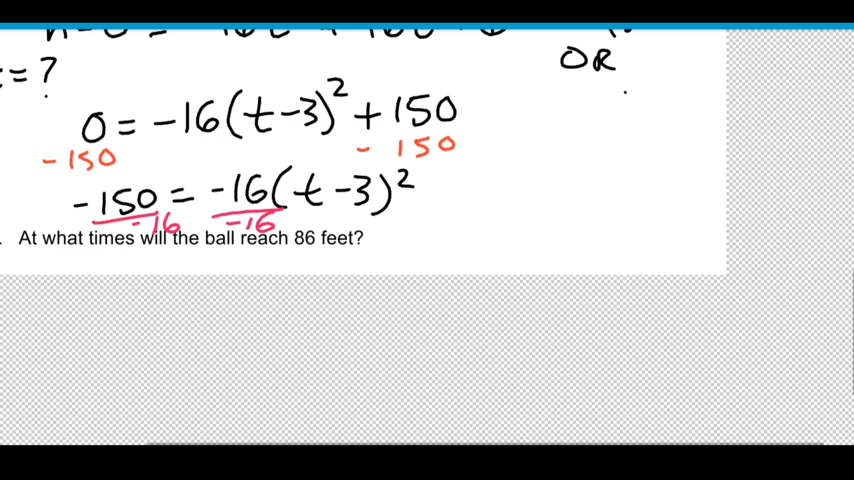 OR
= ?
0 = -16(t-3)² + 150
-150 - 150
-150 = -16(t-3)²
-16 -16
. At what times will the ball reach 86 feet?